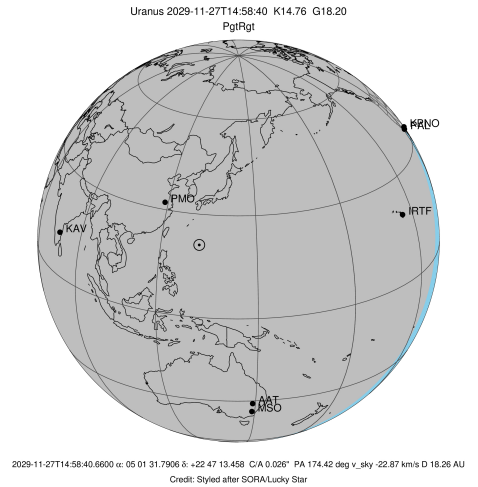 Uranus 2029-11-27T14:58:40 K14.76 G18.20
PgtRgt
KPNO
PAL
PMO
IRTF
KAV
AAT
MSO
2029-11-27T14:58:40.6600 α: 05 01 31.7906 δ: +22 47 13.458 C/A 0.026" PA 174.42 deg v_sky -22.87 km/s D 18.26 AU
Credit: Styled after SORA/Lucky Star